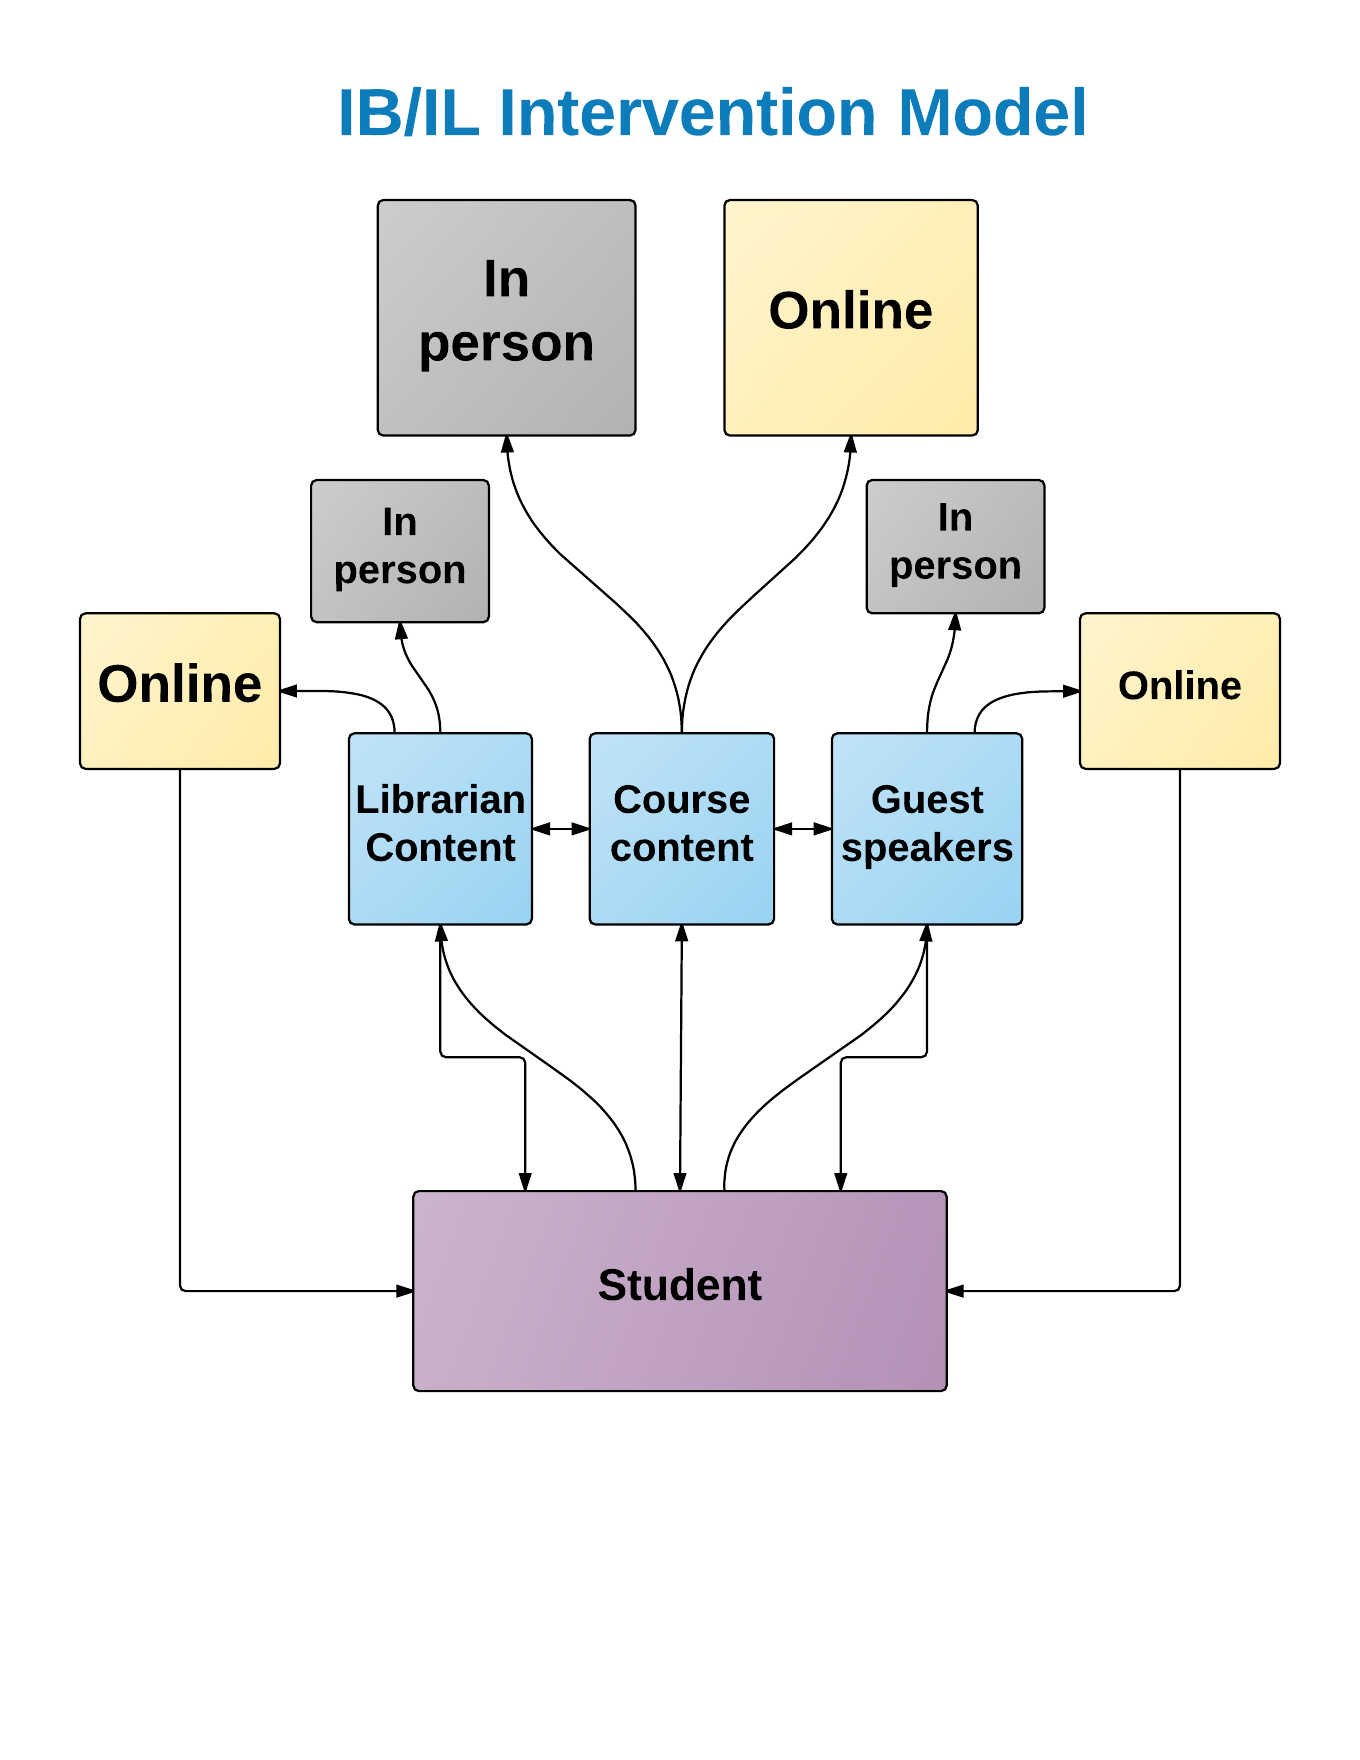 IB/IL Intervention Model
In
person
Online
In
person
In
person
Online
Online
Librarian
Content
Course
content
Guest
speakers
Student